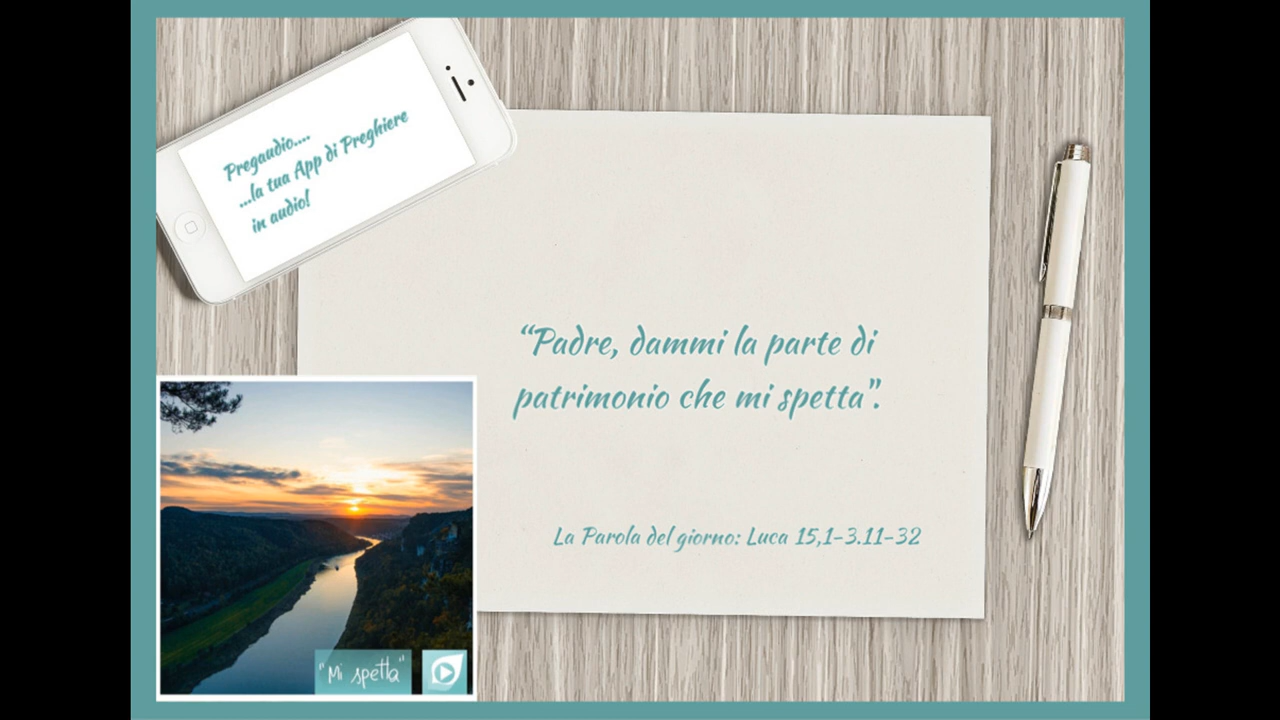 Pregaudio....
...la tua App di Preghiere
in audio!
“Padre, dammi la parte di
patrimonio che mi spetta”.
La Parola del giorno: Luca 15,1-3.11-32
"Mi spetta"